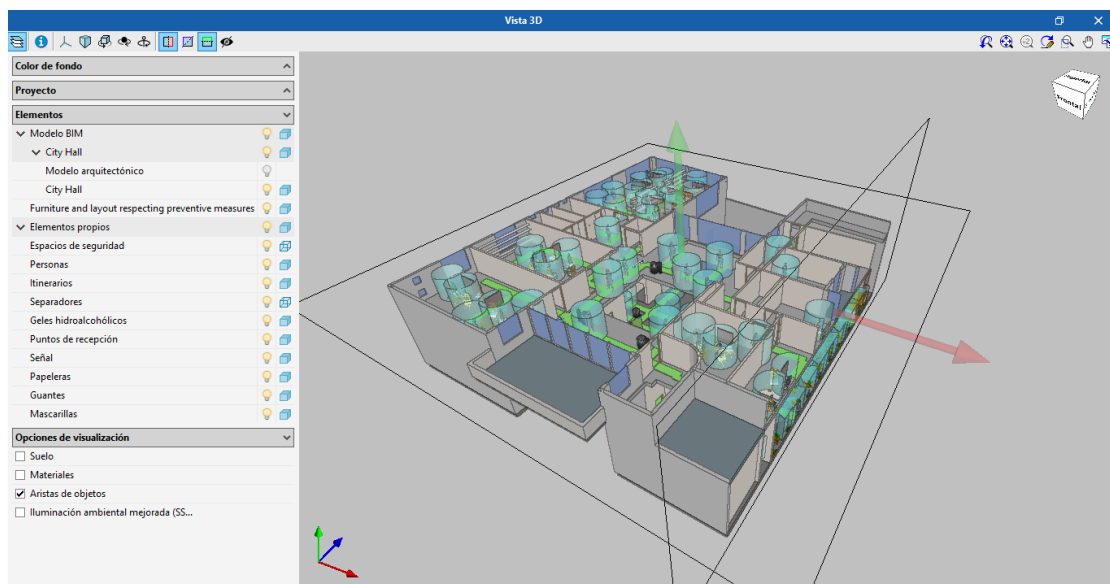 Vista 3D
Color de fondo
Proyecto
Elementos
Modelo BIM
City Hall
Modelo arquitectónico
City Hall
Furniture and layout respecting preventive measures
Elementos propios
Espacios de seguridad
Personas
Itinerarios
Separadores
Geles hidroalcohólicos
Puntos de recepción
Señal
Papeleras
Guantes
Mascarillas
Opciones de visualización
Suelo
Materiales
Aristas de objetos
Iluminación ambiental mejorada (SS...
Frontal